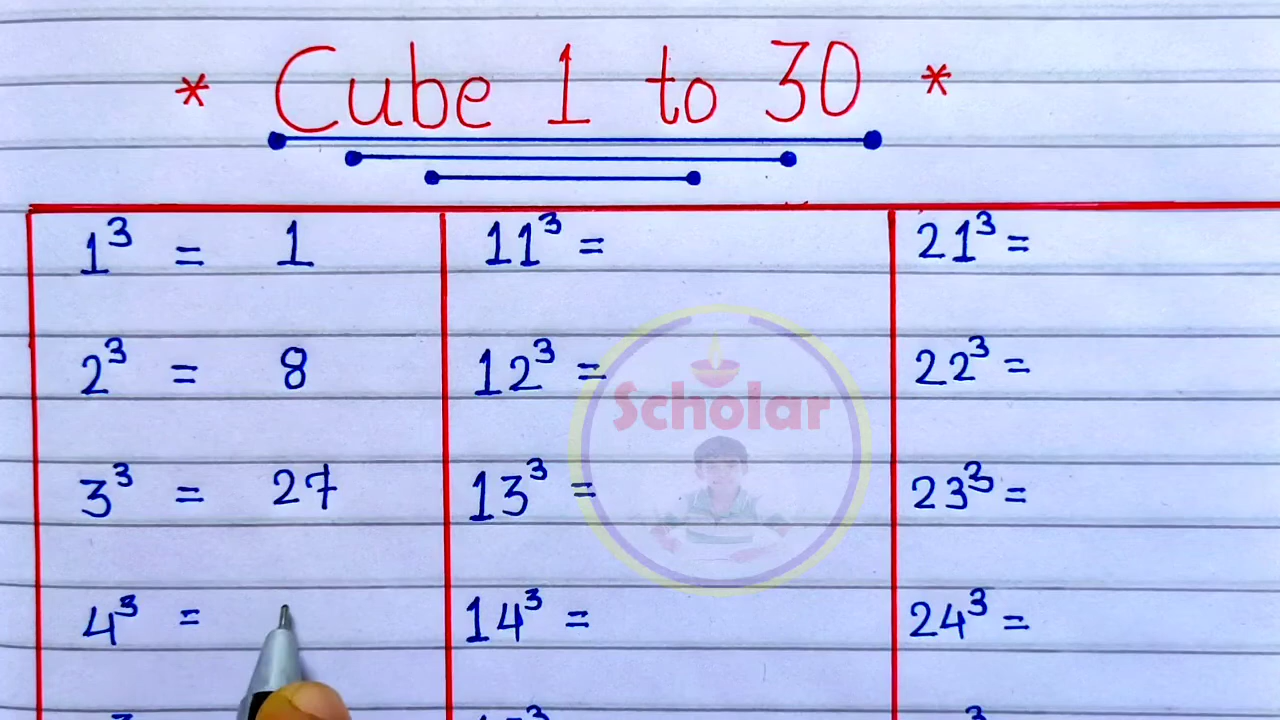 * Cube 1 to 30 *
1³ = 1
2³ = 8
3³ = 27
4³ =
11³ =
12³ =
13³ =
14³ =
21³ =
22³ =
23³ =
24³ =
Scholar